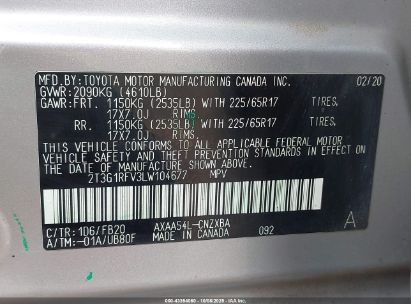 MFD.BY:TOYOTA MOTOR MANUFACTURING CANADA INC. 02/20
GVWR:2090KG (4610LB)
GAWR:FRT. 1150KG (2535LB) WITH 225/65R17 TIRES.
17X7.0J RIMS
RR. 1150KG (2535LB) WITH 225/65R17 TIRES.
17X7.0J RIMS.
THIS VEHICLE CONFORMS TO ALL APPLICABLE FEDERAL MOTOR
VEHICLE SAFETY AND THEFT PREVENTION STANDARDS IN EFFECT ON
THE DATE OF MANUFACTURE SHOWN ABOVE.
2T3G1RFV3LW104677 MPV
C/TR:1D6/FB20 AXAA54L-CNZXBA A
A/TM:-01A/UB80F MADE IN CANADA 092